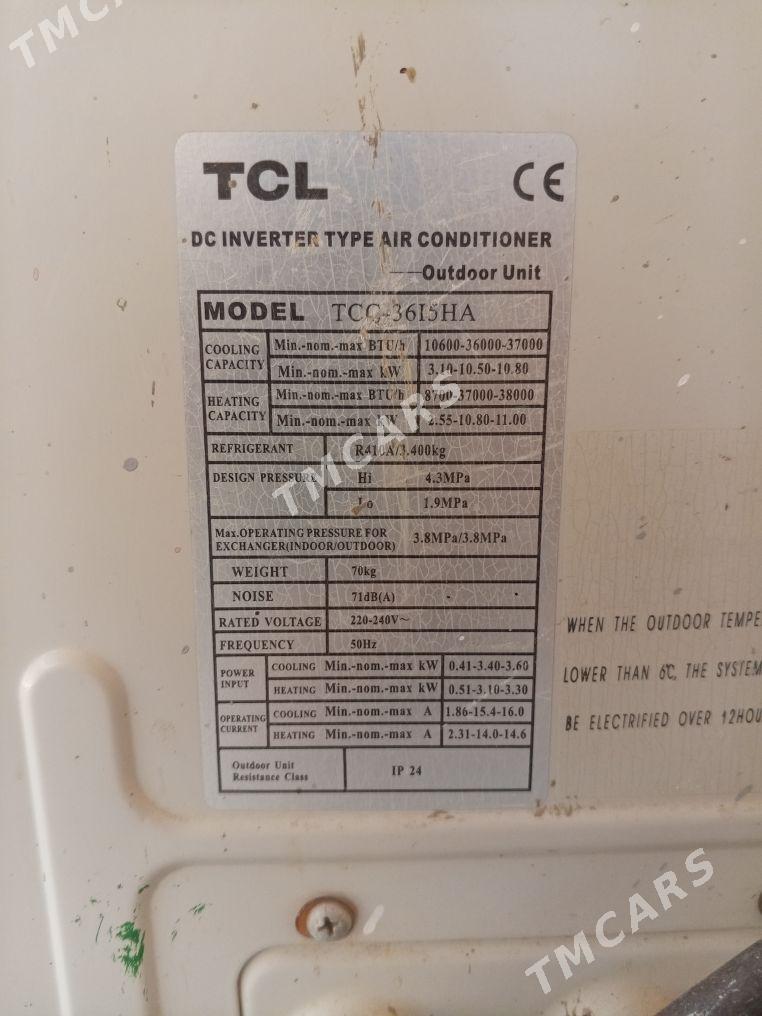 TMCARS
TCL CE
DC INVERTER TYPE AIR CONDITIONER
——Outdoor Unit
MODEL TCC-36I5HA
COOLING CAPACITY Min.-nom.-max BTU/h 10600-36000-37000
Min.-nom.-max kW 3.10-10.50-10.80
HEATING CAPACITY Min.-nom.-max BTU/h 8700-37000-38000
Min.-nom.-max kW 2.55-10.80-11.00
REFRIGERANT R410A/3.400kg
TMCARS
DESIGN PRESSURE Hi 4.3MPa
Lo 1.9MPa
Max.OPERATING PRESSURE FOR
EXCHANGER(INDOOR/OUTDOOR) 3.8MPa/3.8MPa
WEIGHT 70kg
NOISE 71dB(A) - -
RATED VOLTAGE 220-240V~
FREQUENCY 50Hz
POWER INPUT COOLING Min.-nom.-max kW 0.41-3.40-3.60
HEATING Min.-nom.-max kW 0.51-3.10-3.30
OPERATING CURRENT COOLING Min.-nom.-max A 1.86-15.4-16.0
HEATING Min.-nom.-max A 2.31-14.0-14.6
Outdoor Unit
Resistance Class IP 24
WHEN THE OUTDOOR TEMPE
LOWER THAN 6℃, THE SYSTEM
BE ELECTRIFIED OVER 12HOU
TMCARS